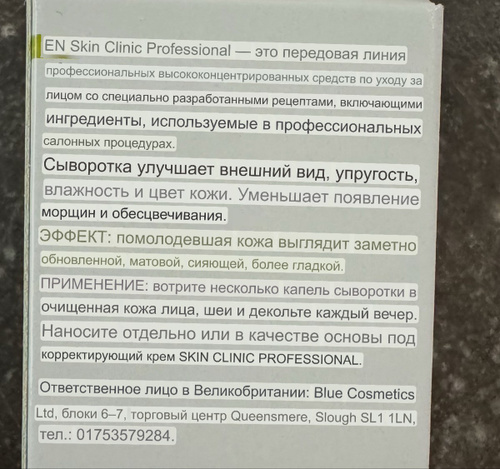 EN Skin Clinic Professional — это передовая линия
профессиональных высококонцентрированных средств по уходу за
лицом со специально разработанными рецептами, включающими
ингредиенты, используемые в профессиональных
салонных процедурах.
Сыворотка улучшает внешний вид, упругость,
влажность и цвет кожи. Уменьшает появление
морщин и обесцвечивания.
ЭФФЕКТ: помолодевшая кожа выглядит заметно
обновленной, матовой, сияющей, более гладкой.
ПРИМЕНЕНИЕ: вотрите несколько капель сыворотки в
очищенная кожа лица, шеи и декольте каждый вечер.
Наносите отдельно или в качестве основы под
корректирующий крем SKIN CLINIC PROFESSIONAL.
Ответственное лицо в Великобритании: Blue Cosmetics
Ltd, блоки 6–7, торговый центр Queensmere, Slough SL1 1LN,
тел.: 01753579284.